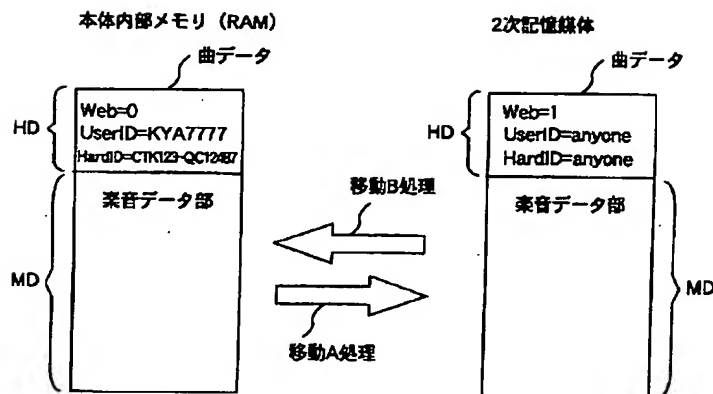 本体内部メモリ（RAM）
曲データ
HD
Web=0
UserID=KYA7777
HardID=CTK123-QC12487
楽音データ部
MD
移動B処理
移動A処理
2次記憶媒体
曲データ
HD
Web=1
UserID=anyone
HardID=anyone
楽音データ部
MD